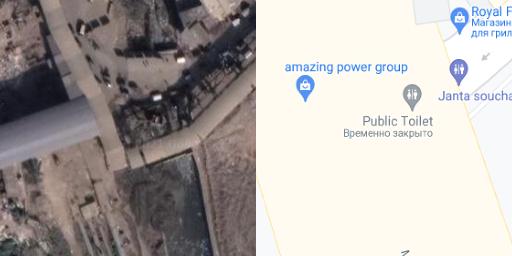 Royal F
Магазин
для грил
amazing power group
Janta soucha
Public Toilet
Временно закрыто